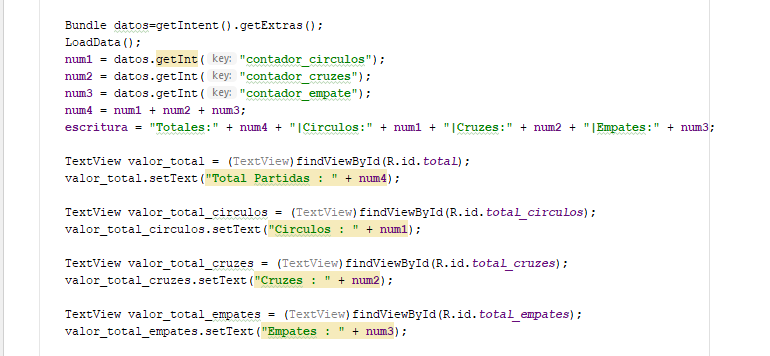 Bundle datos=getIntent().getExtras();
LoadData();
num1 = datos.getInt( key: "contador_circulos");
num2 = datos.getInt( key: "contador_cruzes");
num3 = datos.getInt( key: "contador_empate");
num4 = num1 + num2 + num3;
escritura = "Totales:" + num4 + "|Circulos:" + num1 + "|Cruzes:" + num2 + "|Empates:" + num3;
TextView valor_total = (TextView)findViewById(R.id.total);
valor_total.setText("Total Partidas : " + num4);
TextView valor_total_circulos = (TextView)findViewById(R.id.total_circulos);
valor_total_circulos.setText("Circulos : " + num1);
TextView valor_total_cruzes = (TextView)findViewById(R.id.total_cruzes);
valor_total_cruzes.setText("Cruzes : " + num2);
TextView valor_total_empates = (TextView)findViewById(R.id.total_empates);
valor_total_empates.setText("Empates : " + num3);